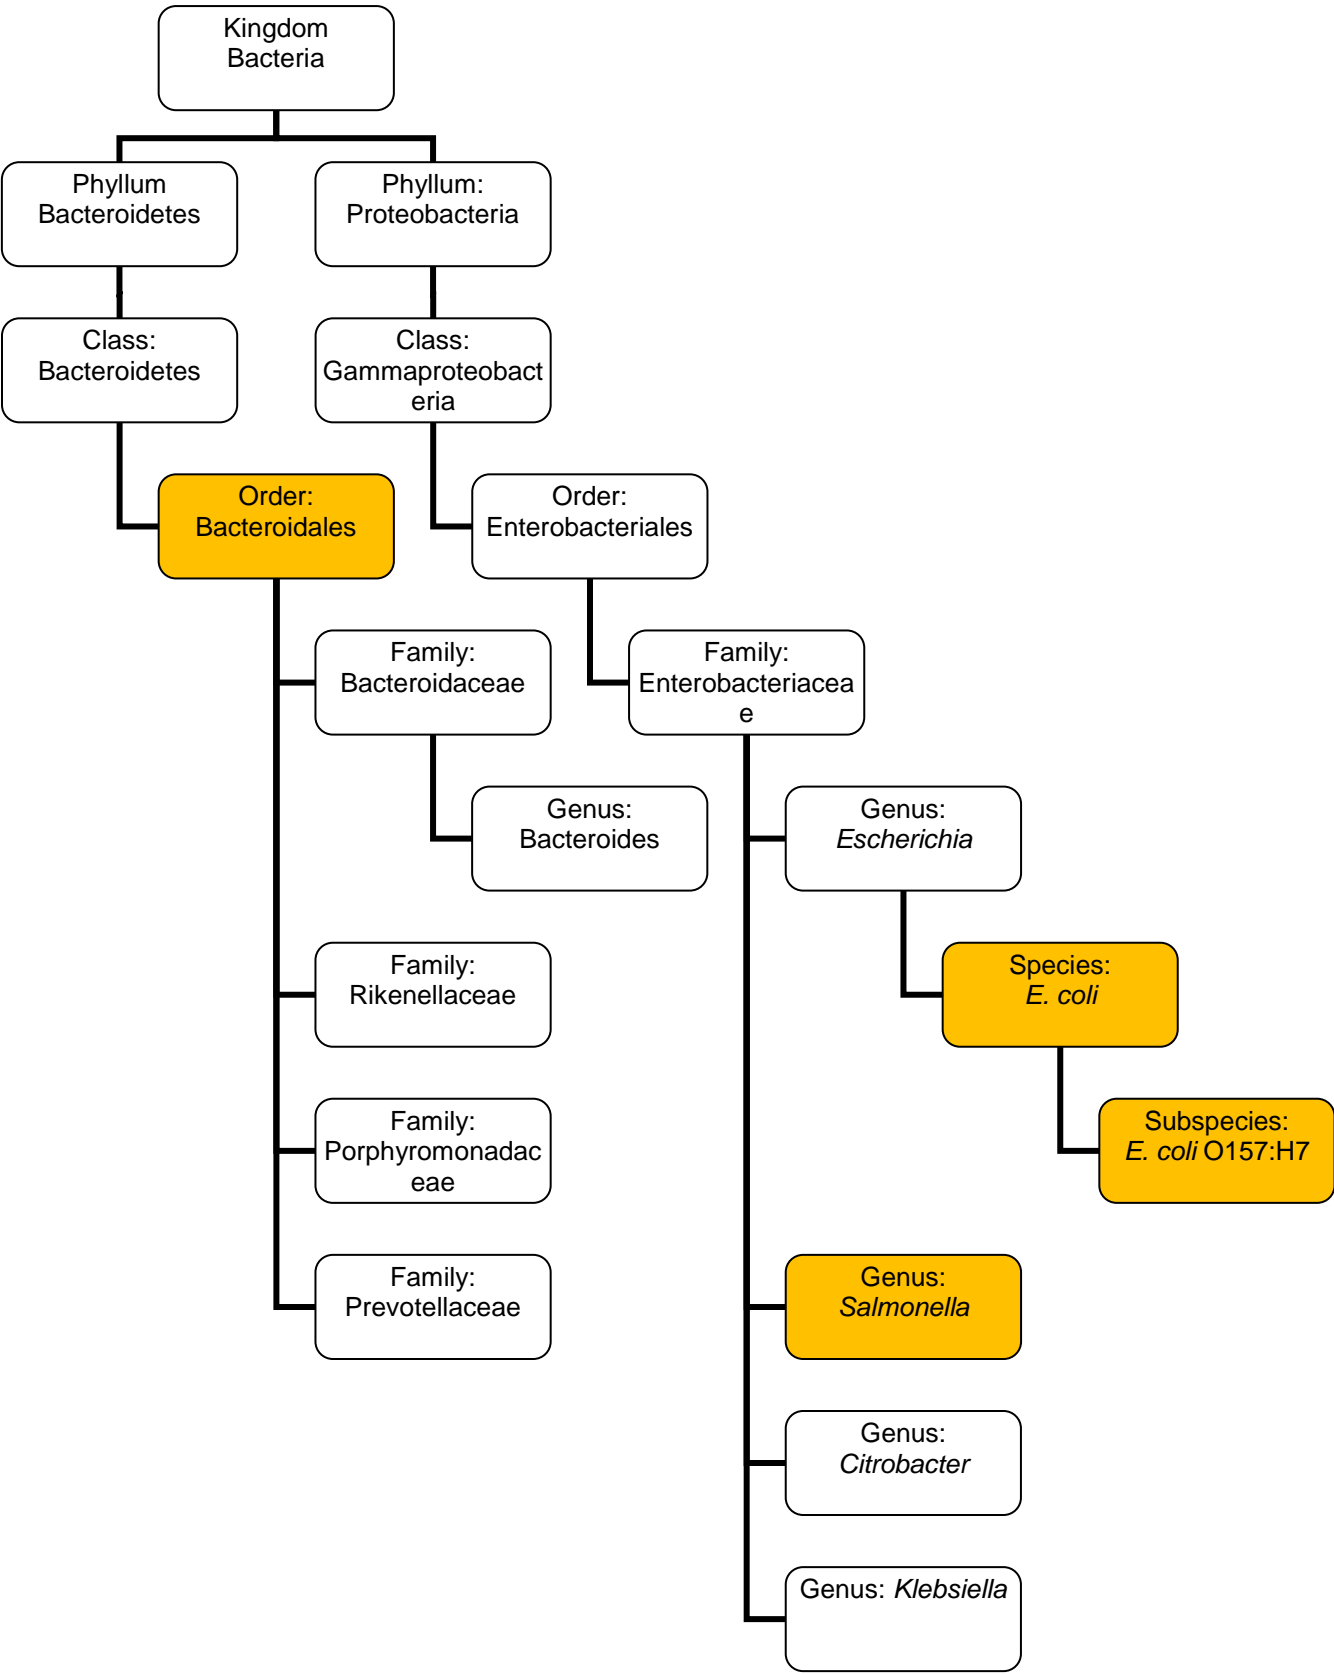 Kingdom
Bacteria
Phyllum
Bacteroidetes
Phyllum:
Proteobacteria
Class:
Bacteroidetes
Class:
Gammaproteobact
eria
Order:
Bacteroidales
Order:
Enterobacteriales
Family:
Bacteroidaceae
Family:
Enterobacteriacea
e
Genus:
Bacteroides
Genus:
Escherichia
Family:
Rikenellaceae
Species:
E. coli
Family:
Porphyromonadac
eae
Subspecies:
E. coli O157:H7
Family:
Prevotellaceae
Genus:
Salmonella
Genus:
Citrobacter
Genus: Klebsiella